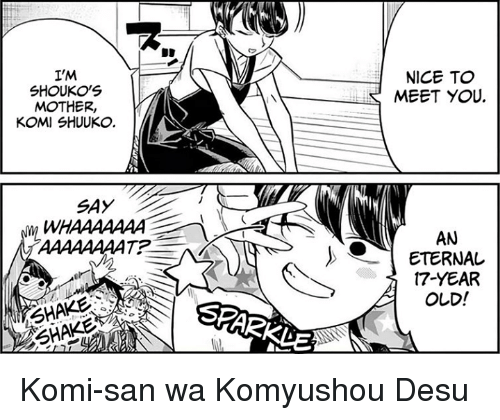 NICE TO
MEET YOU.
I'M
SHOUKO'S
MOTHER,
KOMI SHUUKO.
ス
AN
ETERNAL
17-YEAR
OLD!
SPARKLE
SAY
WHAAAAAAA
AAAAAAAAT?
SHAKE
SHAKE
Komi-san wa Komyushou Desu